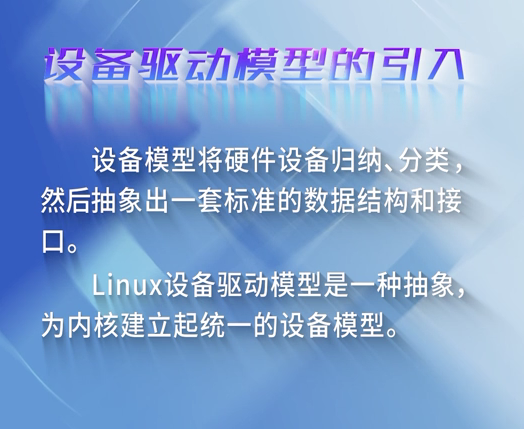 设备驱动模型的引入
设备模型将硬件设备归纳、分类，
然后抽象出一套标准的数据结构和接
口。
Linux设备驱动模型是一种抽象，
为内核建立起统一的设备模型。